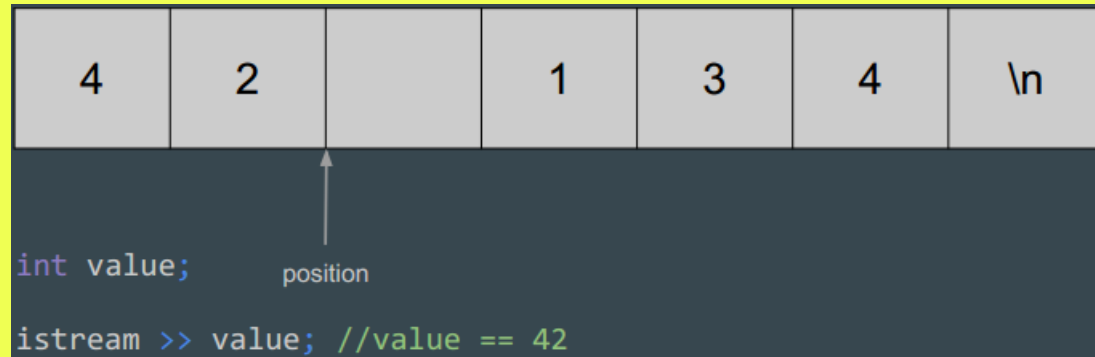 4 2 1 3 4 \n
position
int value;
istream >> value; //value == 42